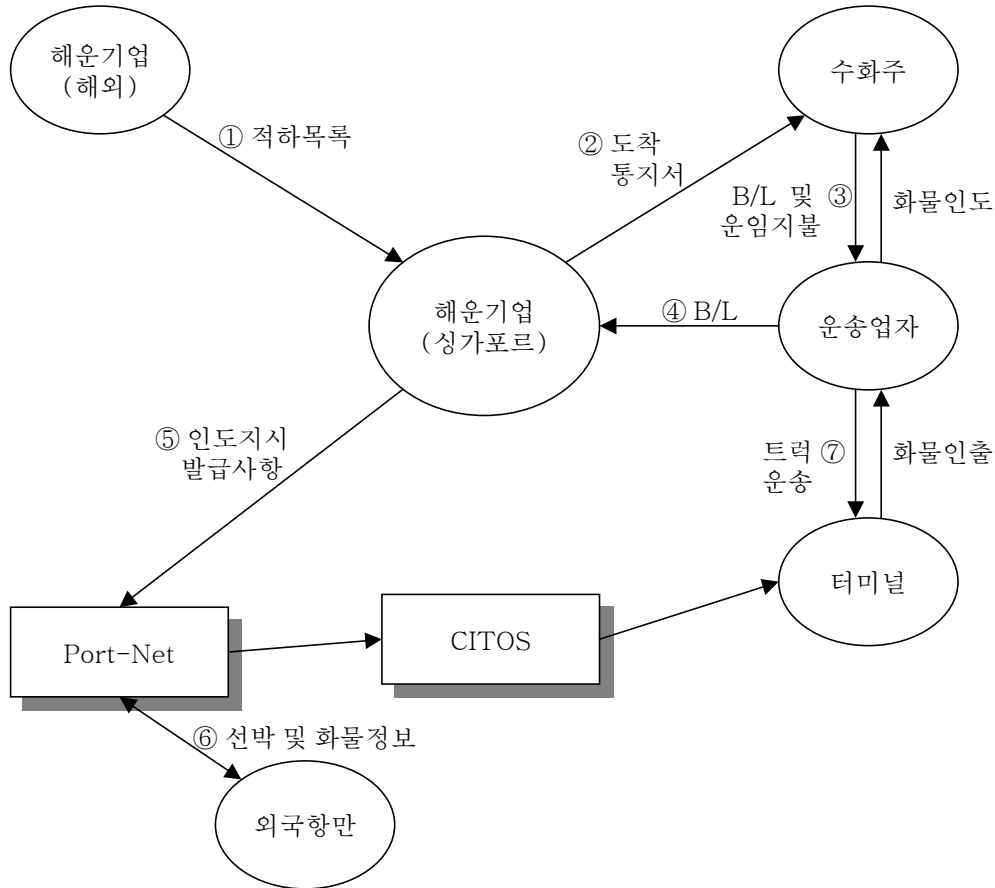 해운기업
(해외)
수화주
① 적하목록
② 도착
통지서
B/L 및 ③
운임지불
화물인도
해운기업
(싱가포르)
④ B/L
운송업자
⑤ 인도지시
발급사항
트럭 ⑦
운송
화물인출
터미널
Port-Net
CITOS
⑥ 선박 및 화물정보
외국항만